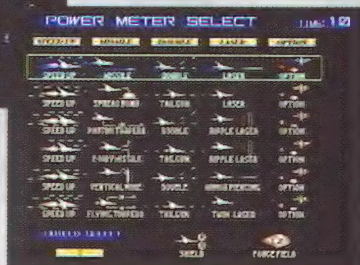 POWER METER SELECT TIME: 10
SPEED UP MISSILE DOUBLE LASER OPTION
SPEED UP MISSILE DOUBLE LASER OPTION
SPEED UP SPREAD BOMB TAILGUN LASER OPTION
SPEED UP PHOTON TORPEDO DOUBLE RIPPLE LASER OPTION
SPEED UP 2-WAY MISSILE TAILGUN RIPPLE LASER OPTION
SPEED UP VERTICAL MINE DOUBLE OPTION
SPEED UP FLYING TORPEDO TAILGUN TWIN LASER OPTION
SHIELD SELECT
SHIELD FORCE FIELD